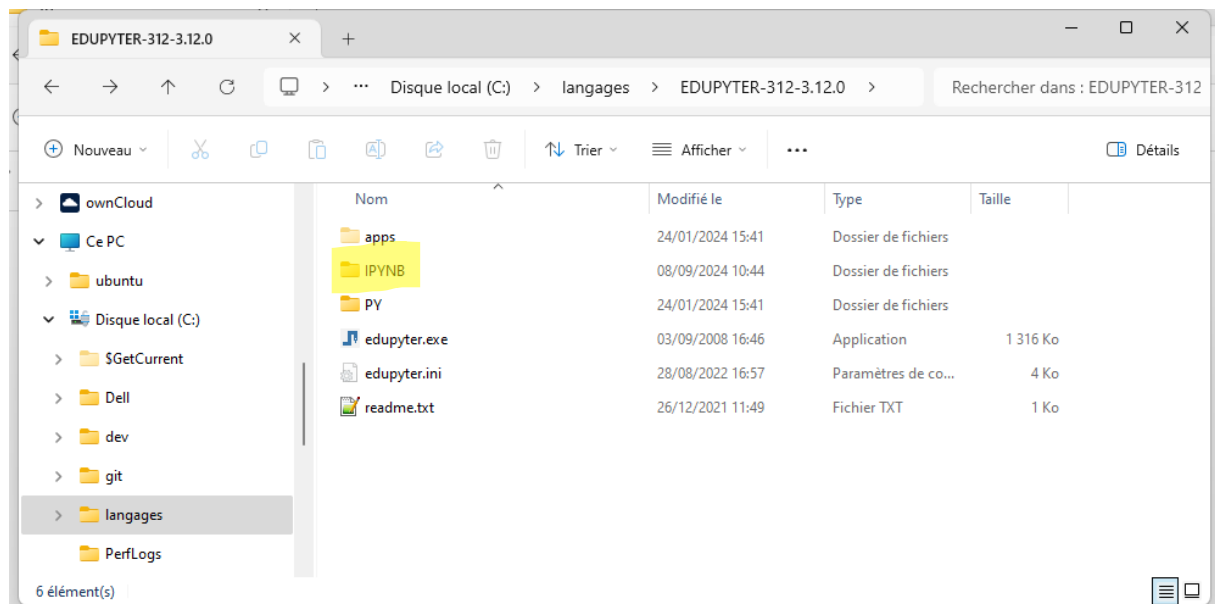 EDUPYTER-312-3.12.0
Disque local (C:) > langages > EDUPYTER-312-3.12.0 >
Rechercher dans : EDUPYTER-312
Nouveau
Trier
Afficher
Détails
Nom Modifié le Type Taille
ownCloud
Ce PC
ubuntu
Disque local (C:)
$GetCurrent
Dell
dev
git
langages
PerfLogs
apps 24/01/2024 15:41 Dossier de fichiers
IPYNB 08/09/2024 10:44 Dossier de fichiers
PY 24/01/2024 15:41 Dossier de fichiers
edupyter.exe 03/09/2008 16:46 Application 1 316 Ko
edupyter.ini 28/08/2022 16:57 Paramètres de co... 4 Ko
readme.txt 26/12/2021 11:49 Fichier TXT 1 Ko
6 élément(s)